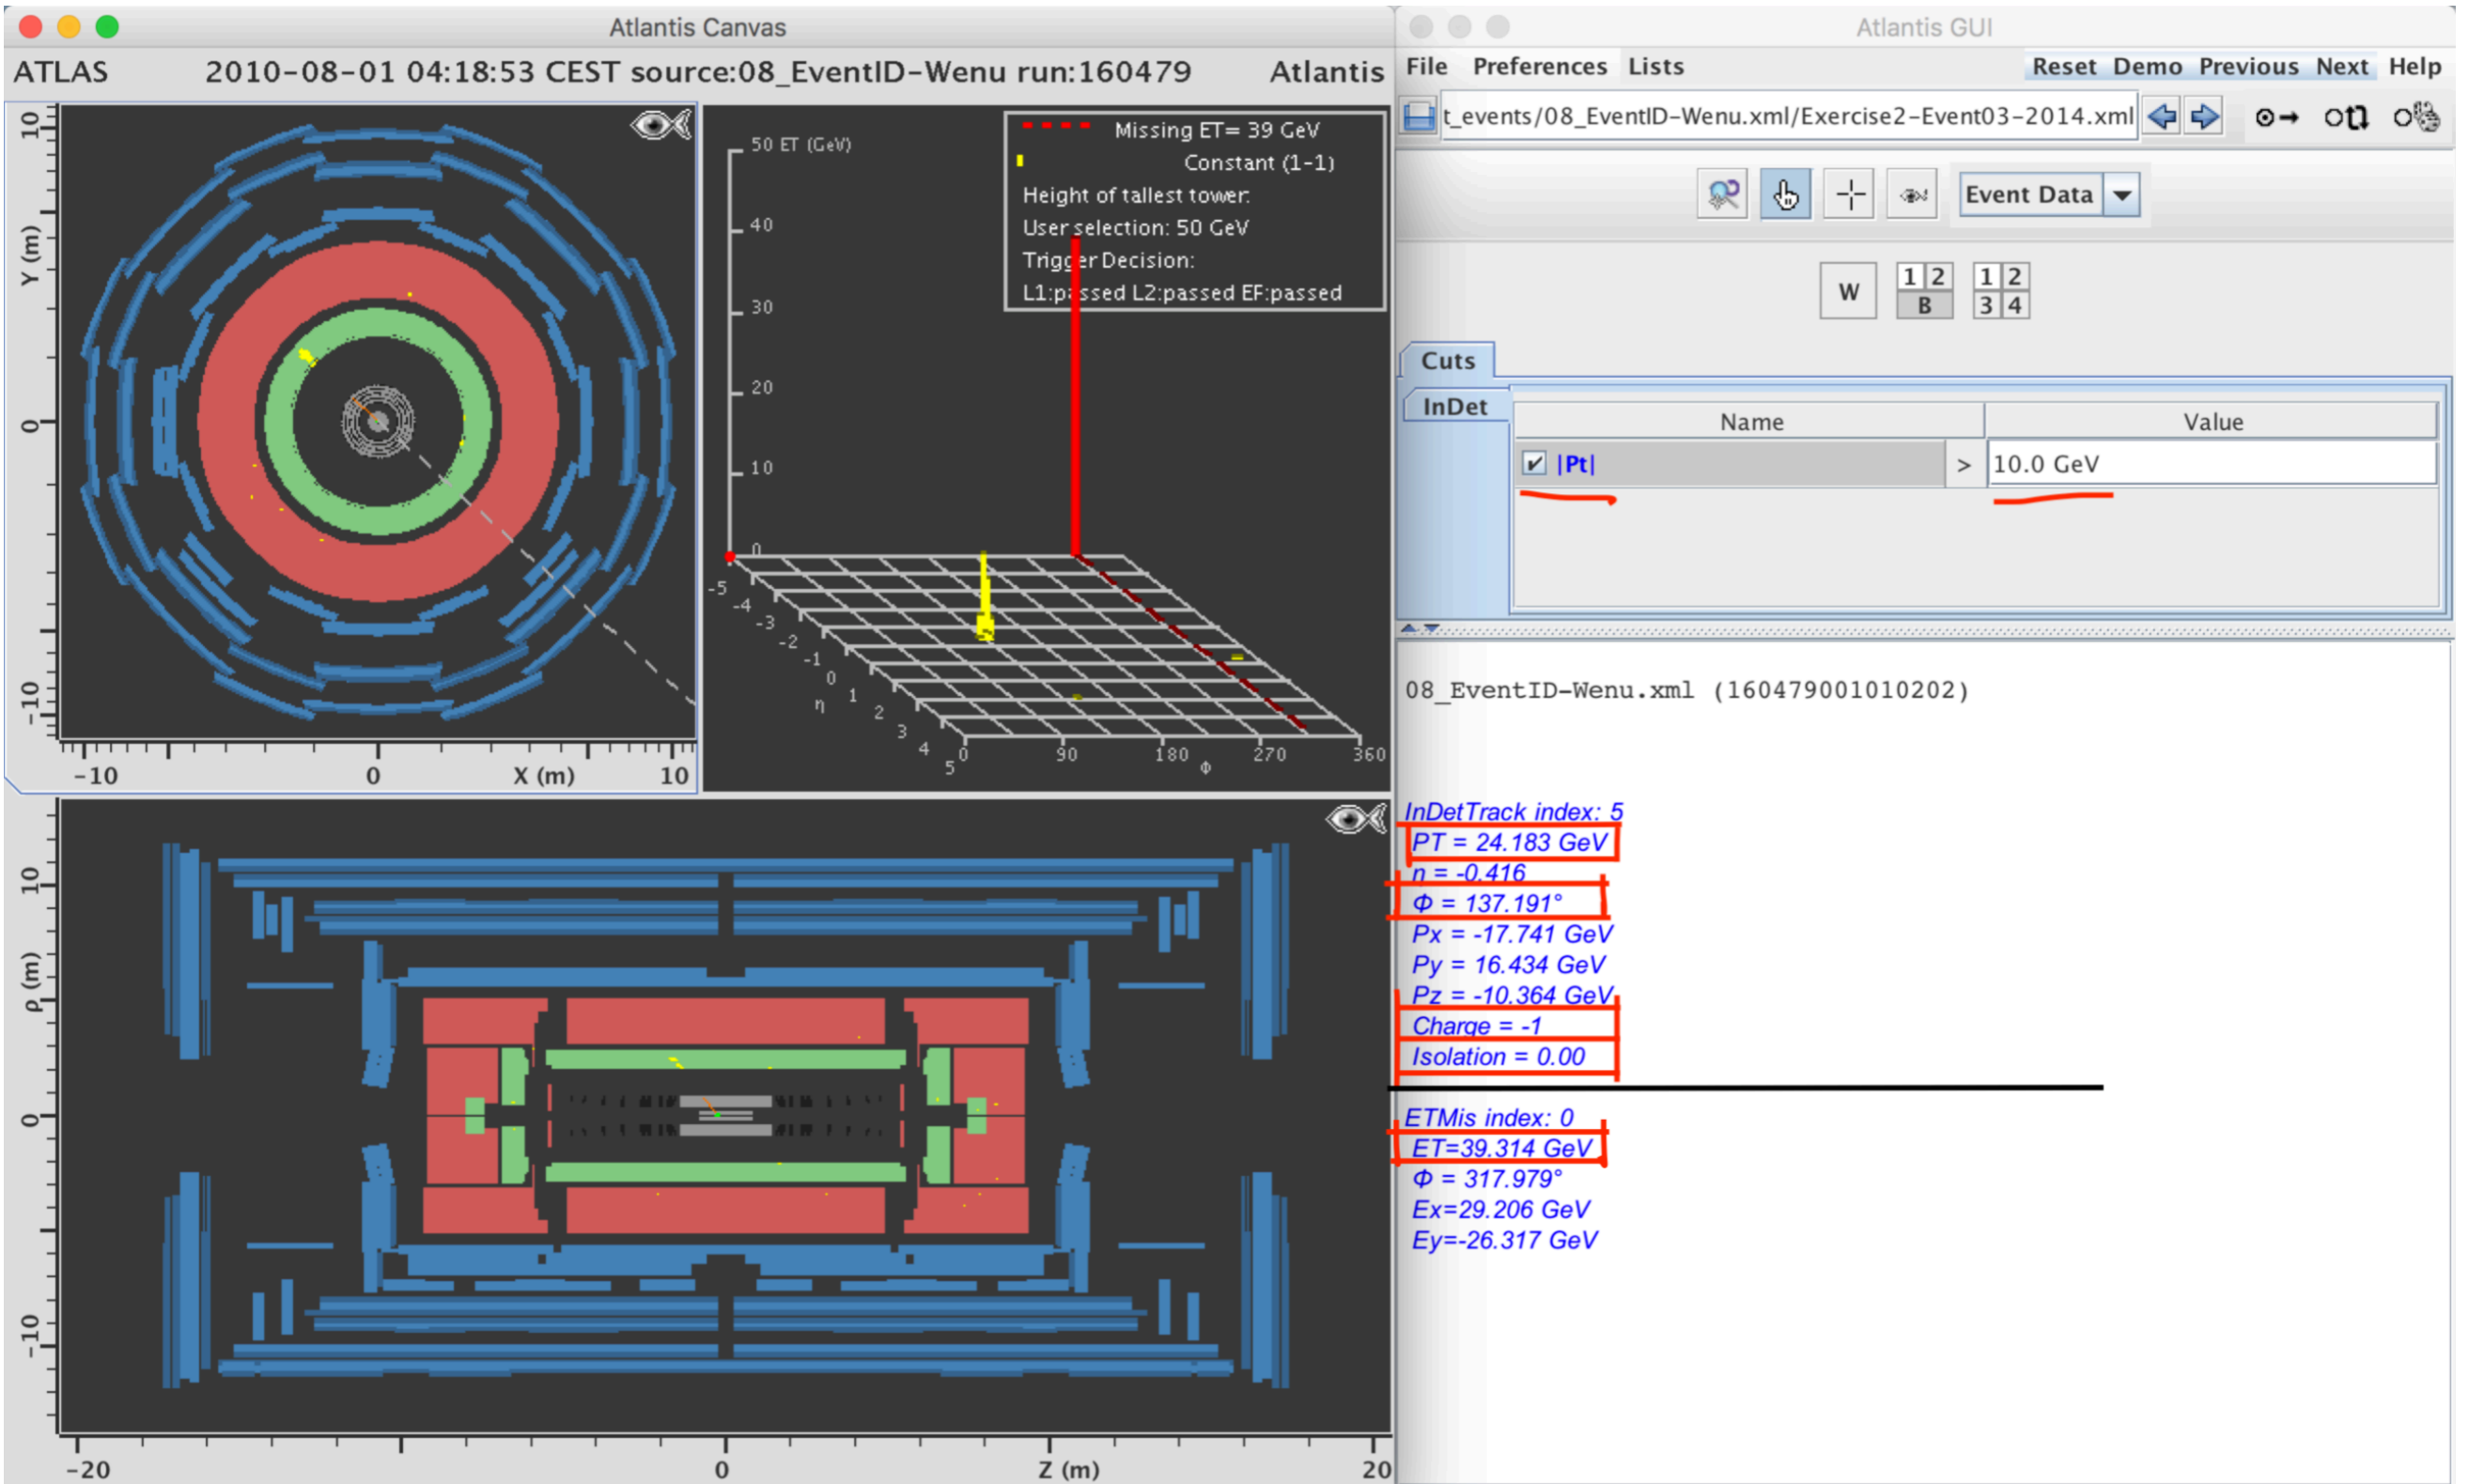 Atlantis Canvas
ATLAS 2010-08-01 04:18:53 CEST source:08_EventID-Wenu run:160479 Atlantis
10
Y (m)
0
-10
-10 0 X (m) 10
50 ET (GeV)
40
30
20
10
0
Missing ET= 39 GeV
Constant (1-1)
Height of tallest tower:
User selection: 50 GeV
Trigger Decision:
L1:passed L2:passed EF:passed
-5
-4
-3
-2
-1
0
η 1
2
3
4
5
0 90 180 Φ 270 360
10
ρ (m)
0
-10
-20 0 Z (m) 20
Atlantis GUI
File Preferences Lists Reset Demo Previous Next Help
t_events/08_EventID-Wenu.xml/Exercise2-Event03-2014.xml
Event Data
W 1 2 1 2
B 3 4
Cuts
InDet Name Value
|Pt| > 10.0 GeV
08_EventID-Wenu.xml (160479001010202)
InDetTrack index: 5
PT = 24.183 GeV
η = -0.416
Φ = 137.191°
Px = -17.741 GeV
Py = 16.434 GeV
Pz = -10.364 GeV
Charge = -1
Isolation = 0.00
ETMis index: 0
ET=39.314 GeV
Φ = 317.979°
Ex=29.206 GeV
Ey=-26.317 GeV